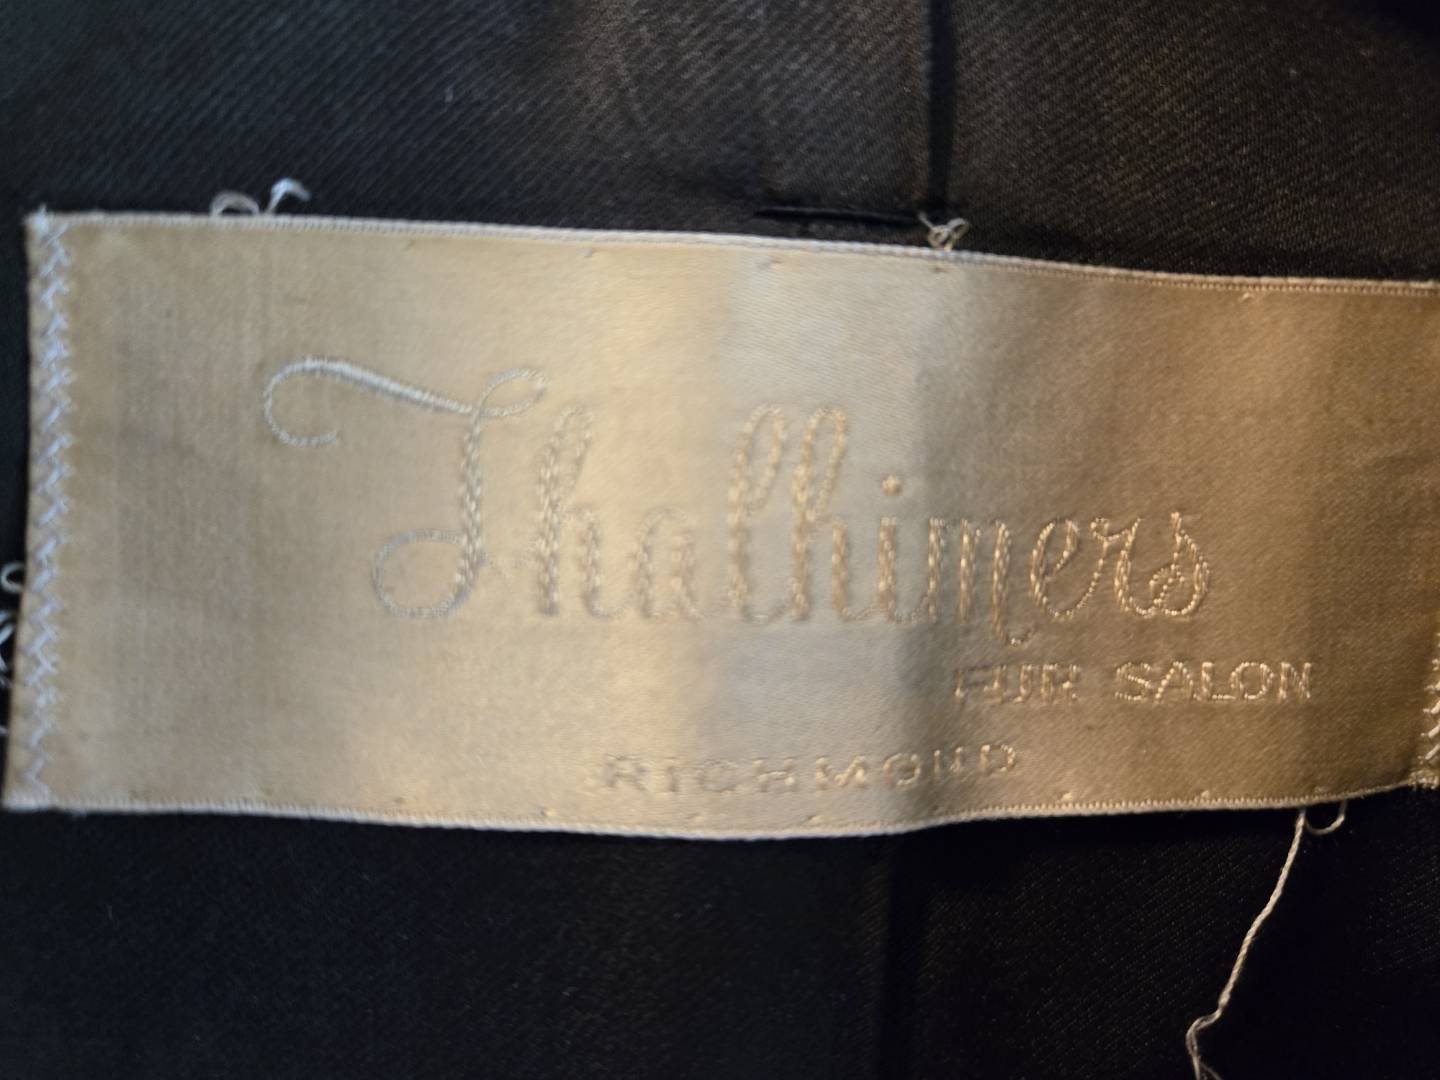 Thalhimers
FUR SALON
RICHMOND